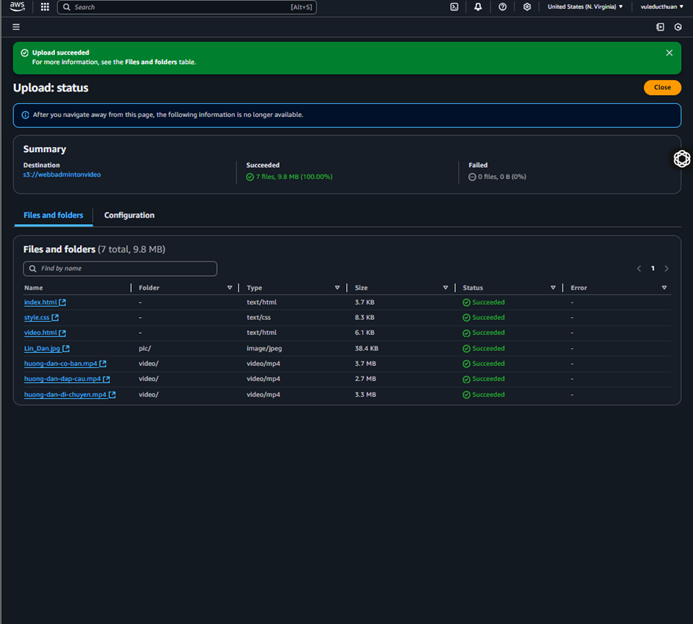 aws
Search [Alt+S] United States (N. Virginia) vuleducthuan
Upload succeeded
For more information, see the Files and folders table.
Upload: status Close
After you navigate away from this page, the following information is no longer available.
Summary
Destination Succeeded Failed
s3://webbadmintonvideo 7 files, 9.8 MB (100.00%) 0 files, 0 B (0%)
Files and folders Configuration
Files and folders (7 total, 9.8 MB)
Find by name 1
Name Folder Type Size Status Error
index.html - text/html 3.7 KB Succeeded -
style.css - text/css 8.3 KB Succeeded -
video.html - text/html 6.1 KB Succeeded -
Lin_Dan.jpg pic/ image/jpeg 38.4 KB Succeeded -
huong-dan-co-ban.mp4 video/ video/mp4 3.7 MB Succeeded -
huong-dan-dap-cau.mp4 video/ video/mp4 2.7 MB Succeeded -
huong-dan-di-chuyen.mp4 video/ video/mp4 3.3 MB Succeeded -